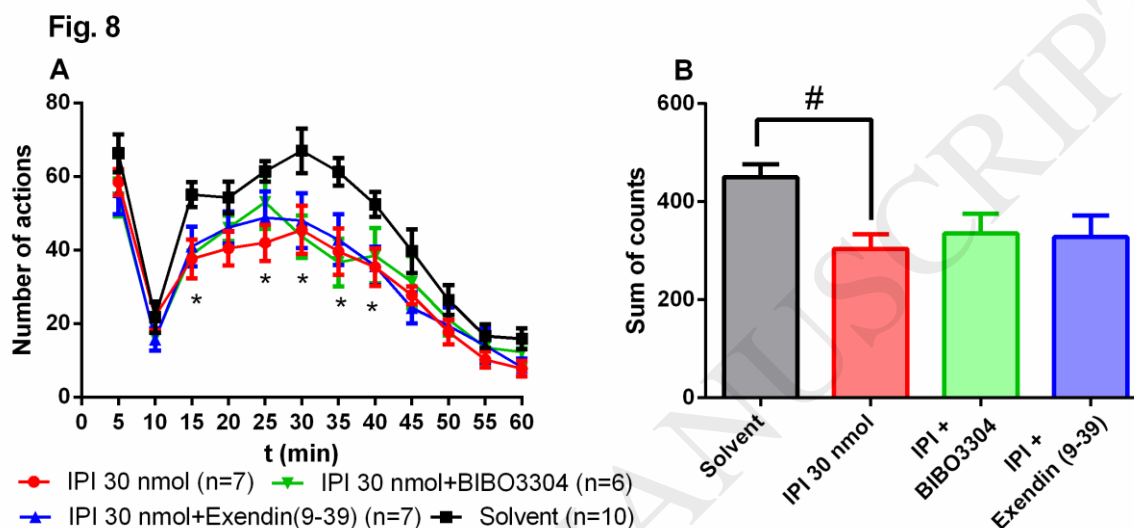 Fig. 8
A
Number of actions
80
60
40
20
0
0 5 10 15 20 25 30 35 40 45 50 55 60
* * * * *
t (min)
IPI 30 nmol (n=7) IPI 30 nmol+BIBO3304 (n=6)
IPI 30 nmol+Exendin(9-39) (n=7) Solvent (n=10)
B
Sum of counts
600
400
200
0
#
Solvent
IPI 30 nmol
IPI +
BIBO3304
IPI +
Exendin (9-39)
ANUSCRIPT